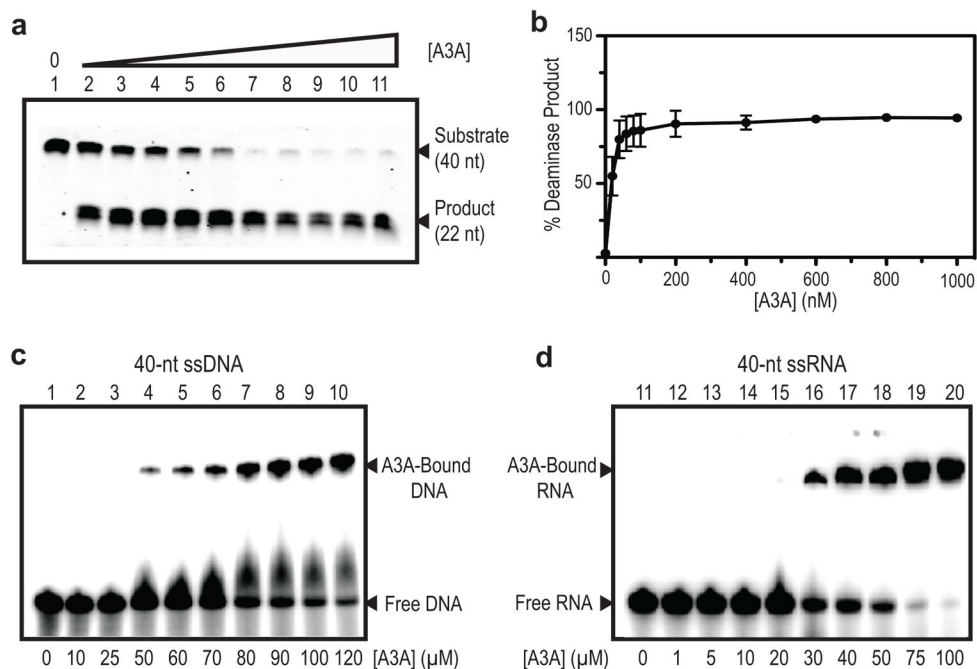 a
0 [A3A]
1 2 3 4 5 6 7 8 9 10 11
Substrate
(40 nt)
Product
(22 nt)
b
% Deaminase Product
150
100
50
0 200 400 600 800 1000
[A3A] (nM)
c
40-nt ssDNA
1 2 3 4 5 6 7 8 9 10
A3A-Bound
DNA
Free DNA
0 10 25 50 60 70 80 90 100 120 [A3A] (µM)
d
40-nt ssRNA
11 12 13 14 15 16 17 18 19 20
A3A-Bound
RNA
Free RNA
[A3A] (µM) 0 1 5 10 20 30 40 50 75 100